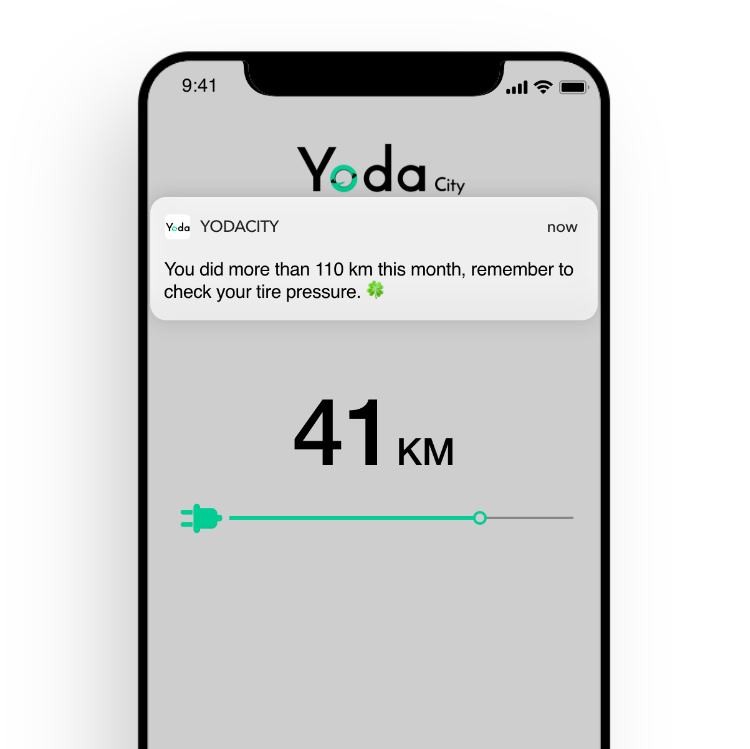 9:41
Yoda City
Yoda YODACITY now
You did more than 110 km this month, remember to
check your tire pressure. 🍀
41 KM